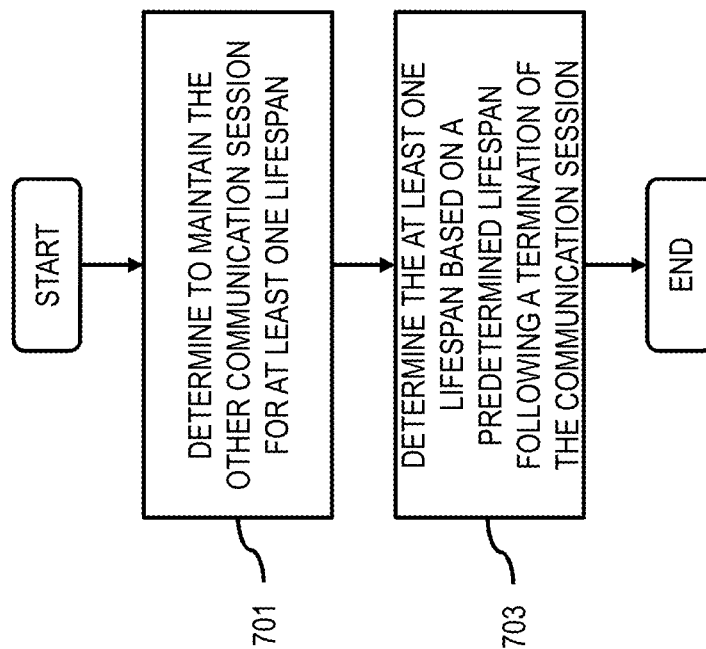 START
DETERMINE TO MAINTAIN THE
OTHER COMMUNICATION SESSION
FOR AT LEAST ONE LIFESPAN
701
DETERMINE THE AT LEAST ONE
LIFESPAN BASED ON A
PREDETERMINED LIFESPAN
FOLLOWING A TERMINATION OF
THE COMMUNICATION SESSION
703
END